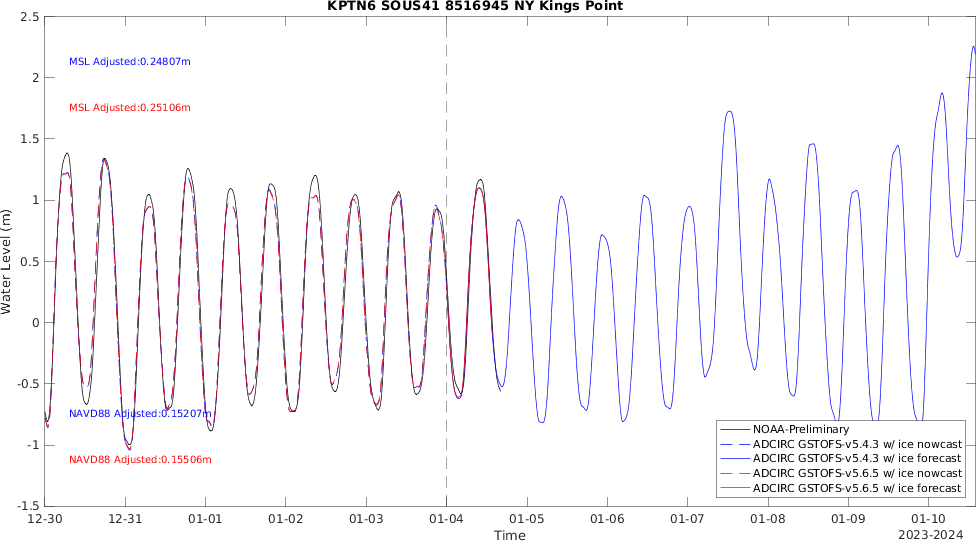 KPTN6 SOUS41 8516945 NY Kings Point
2.5
2
1.5
1
0.5
0
-0.5
-1
-1.5
Water Level (m)
MSL Adjusted:0.24807m
MSL Adjusted:0.25106m
NAVD88 Adjusted:0.15207m
NAVD88 Adjusted:0.15506m
NOAA-Preliminary
ADCIRC GSTOFS-v5.4.3 w/ ice nowcast
ADCIRC GSTOFS-v5.4.3 w/ ice forecast
ADCIRC GSTOFS-v5.6.5 w/ ice nowcast
ADCIRC GSTOFS-v5.6.5 w/ ice forecast
12-30 12-31 01-01 01-02 01-03 01-04 01-05 01-06 01-07 01-08 01-09 01-10
Time
2023-2024